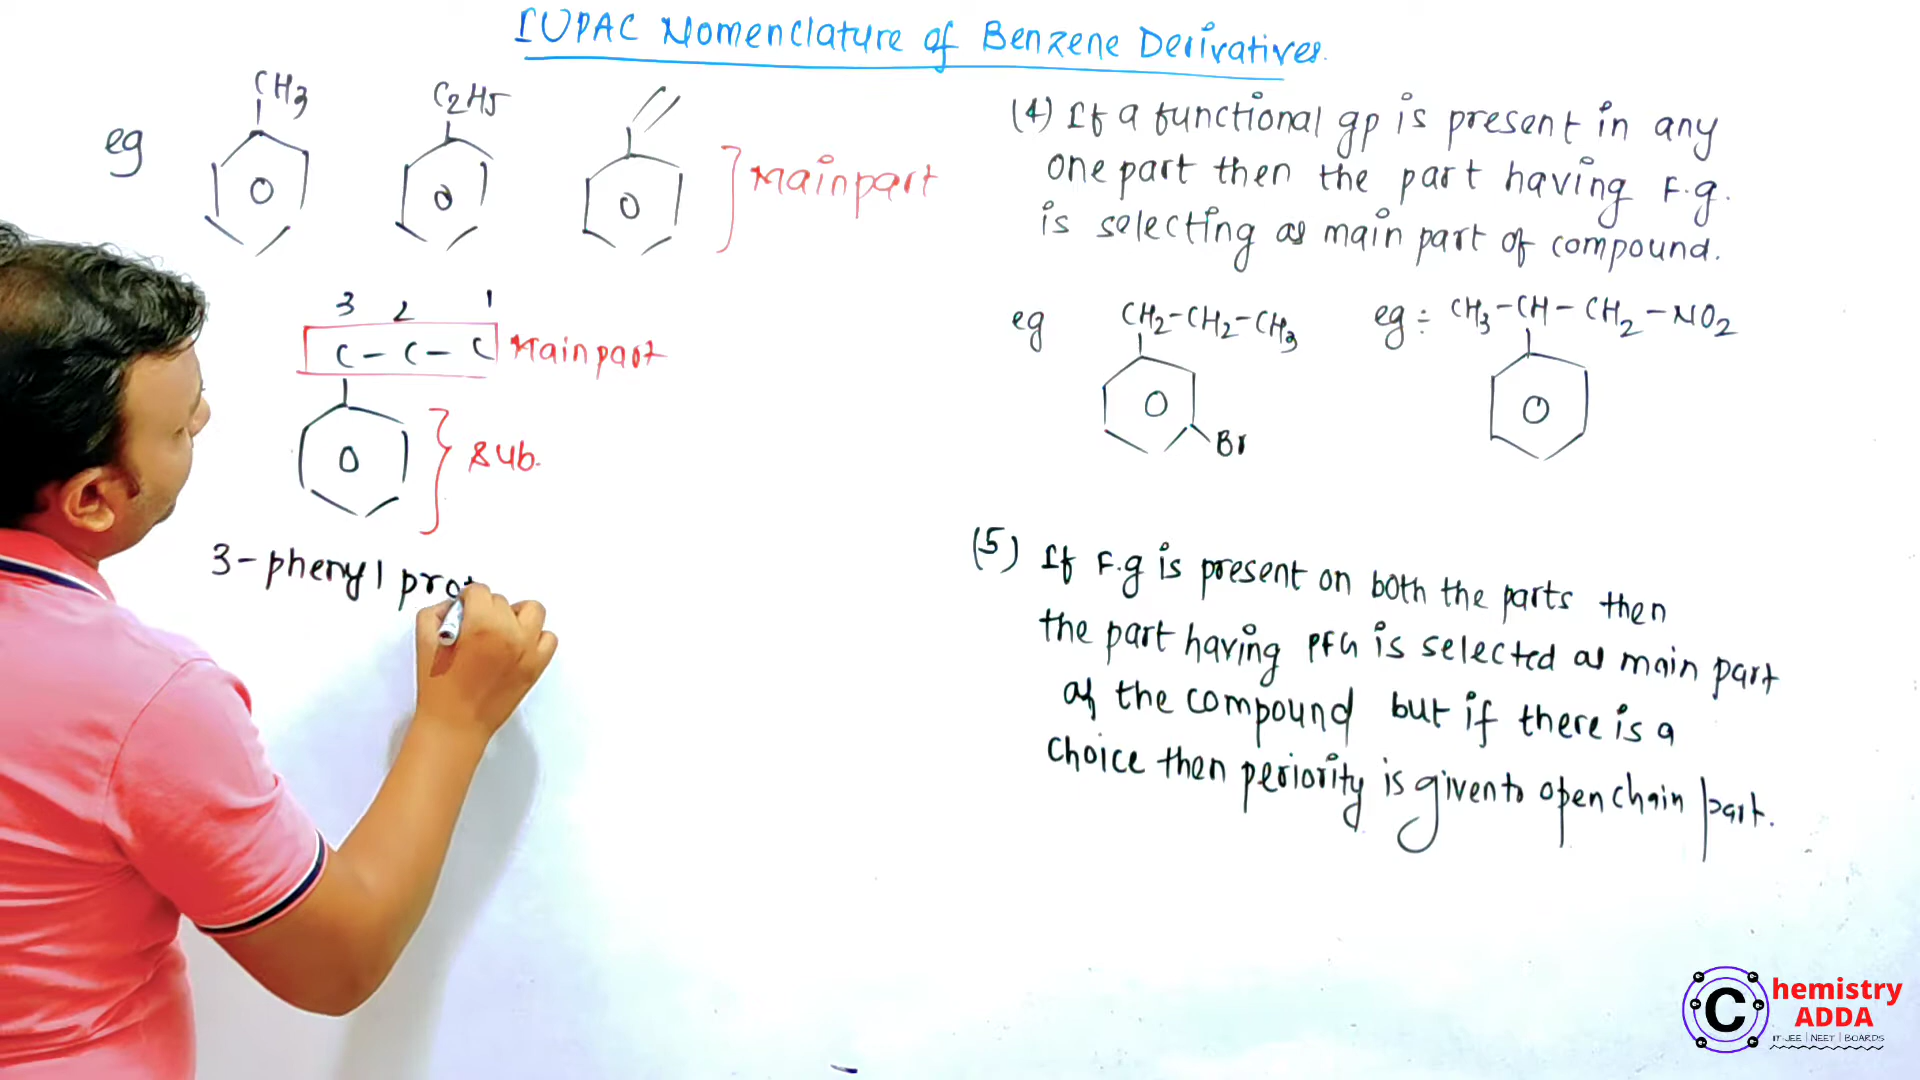 IUPAC Nomenclature of Benzene Derivatives.
eg
CH3
C2H5
Main part
3 2 1
C – C – C Main part
Sub.
3-phenyl pro
(4) If a functional gp is present in any
one part then the part having F.g.
is selecting as main part of compound.
eg CH2-CH2-CH3
Br
eg ÷ CH3-CH-CH2-NO2
(5) If F.g is present on both the parts then
the part having PFG is selected as main part
of the compound but if there is a
choice then periority is given to open chain part.
Chemistry
ADDA
IT-JEE | NEET | BOARDS